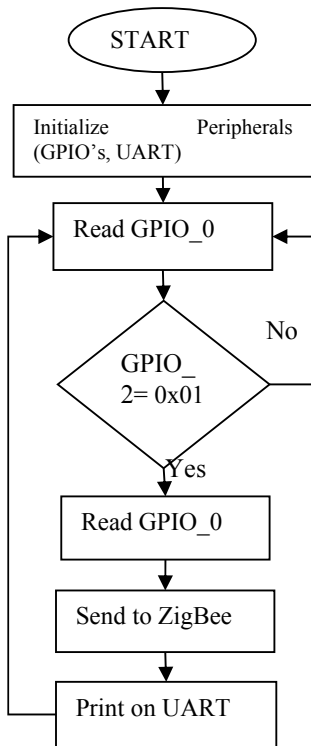 START
Initialize Peripherals
(GPIO's, UART)
Read GPIO_0
No
GPIO_
2= 0x01
Yes
Read GPIO_0
Send to ZigBee
Print on UART